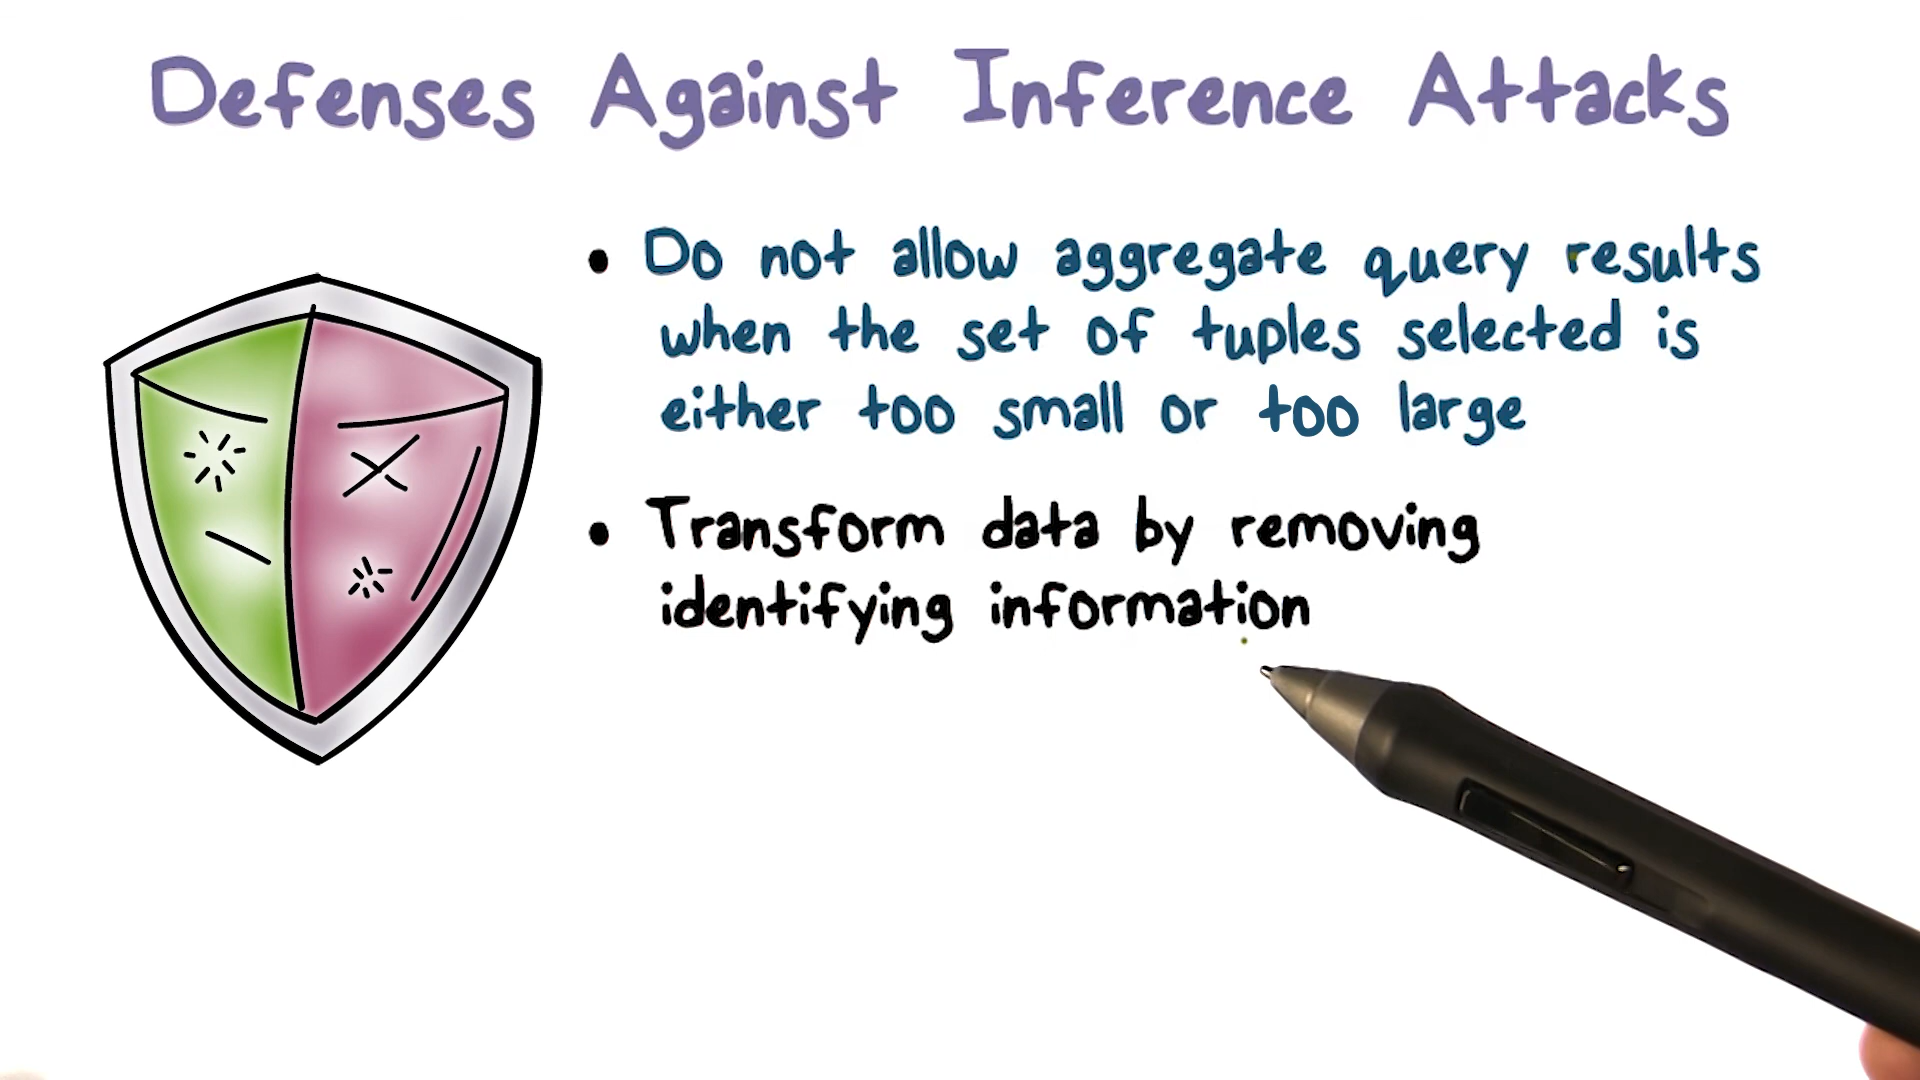 Defenses Against Inference Attacks
• Do not allow aggregate query results
when the set of tuples selected is
either too small or too large
• Transform data by removing
identifying information